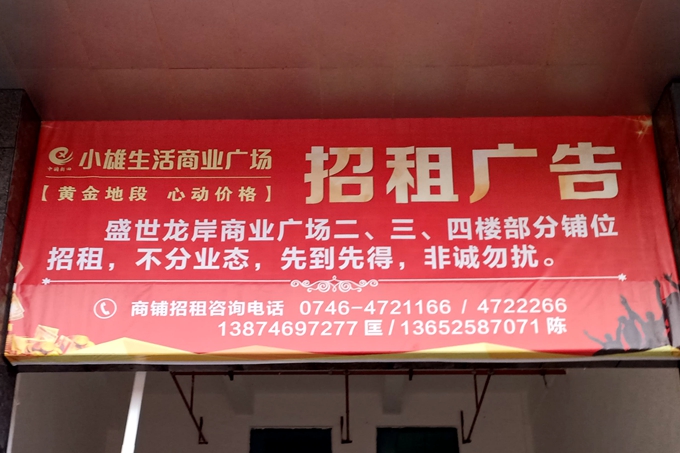 小雄生活商业广场
【黄金地段 心动价格】
招租广告
盛世龙岸商业广场二、三、四楼部分铺位
招租，不分业态，先到先得，非诚勿扰。
商铺招租咨询电话 0746-4721166 / 4722266
13874697277 匡/13652587071 陈